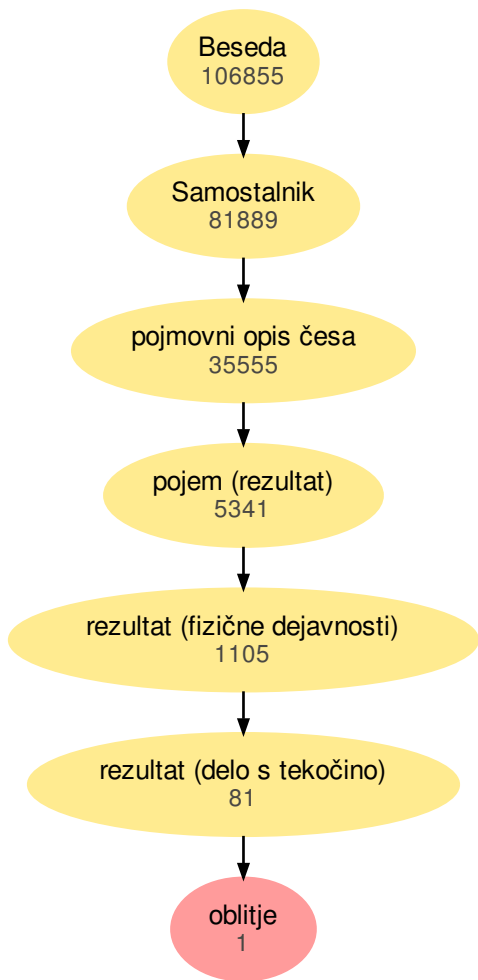 Beseda
106855
Samostalnik
81889
pojmovni opis česa
35555
pojem (rezultat)
5341
rezultat (fizične dejavnosti)
1105
rezultat (delo s tekočino)
81
oblitje
1